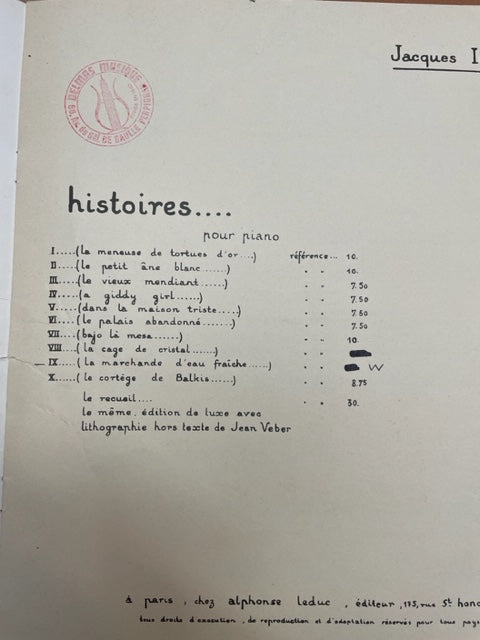 Jacques I
DELMAS MUSIQUE
DE GAULLE PERPI
histoires....
pour piano
I.....(la meneuse de tortues d'or....) référence... 10.
II....(le petit âne blanc......) " " 10.
III....(le vieux mendiant......) " " 7.50
IV....(a giddy girl......) " " 7.50
V.....(dans la maison triste.....) " " 7.50
VI....(le palais abandonné.......) " " 7.50
VII....(bajo la mesa......) " " 10.
VIII....(la cage de cristal.......) " "
IX....(la marchande d'eau fraîche.....) " "
X.....(le cortège de Balkis.....) " " 8.75
le recueil.... " " 30.
le même, édition de luxe avec
lithographie hors texte de Jean Veber
à paris, chez alphonse leduc, éditeur, 175, rue St hono
tous droits d'exécution, de reproduction et d'adaptation réservés pour tous pays